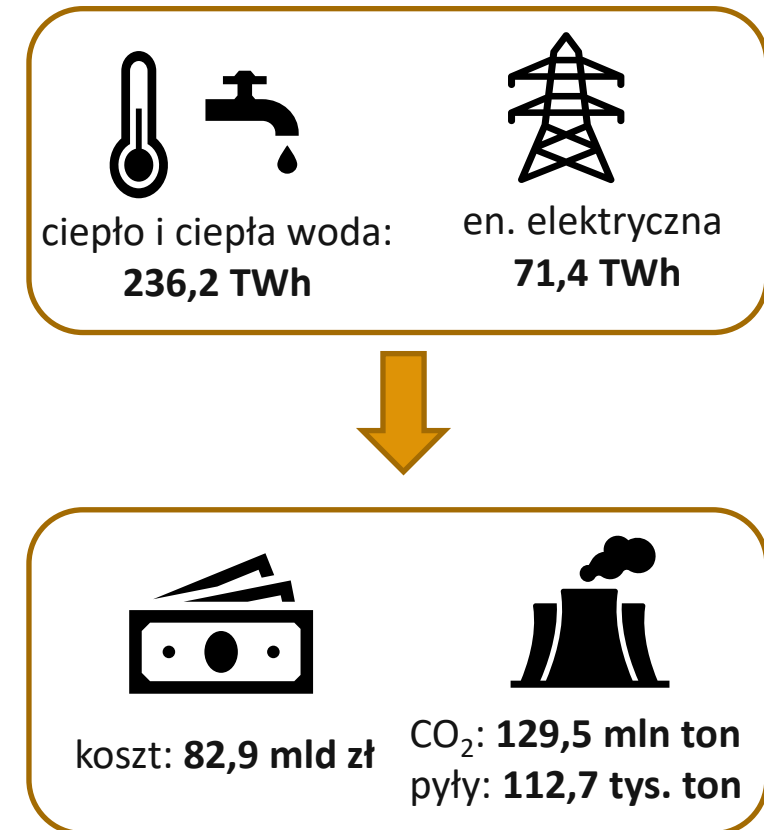 ciepło i ciepła woda:
236,2 TWh
en. elektryczna
71,4 TWh
koszt: 82,9 mld zł
CO₂: 129,5 mln ton
pyły: 112,7 tys. ton